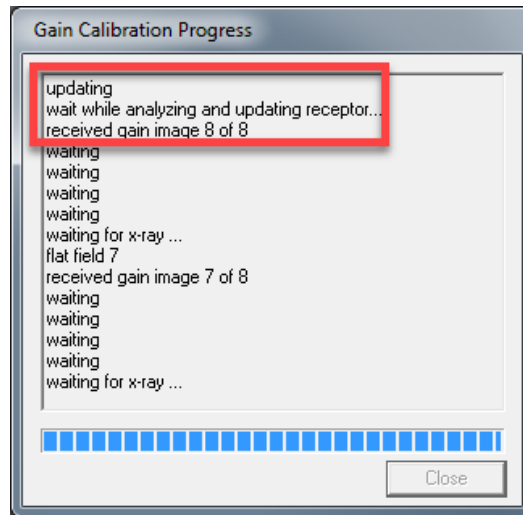 Gain Calibration Progress
updating
wait while analyzing and updating receptor...
received gain image 8 of 8
waiting
waiting
waiting
waiting
waiting for x-ray ...
flat field 7
received gain image 7 of 8
waiting
waiting
waiting
waiting
waiting for x-ray ...
Close